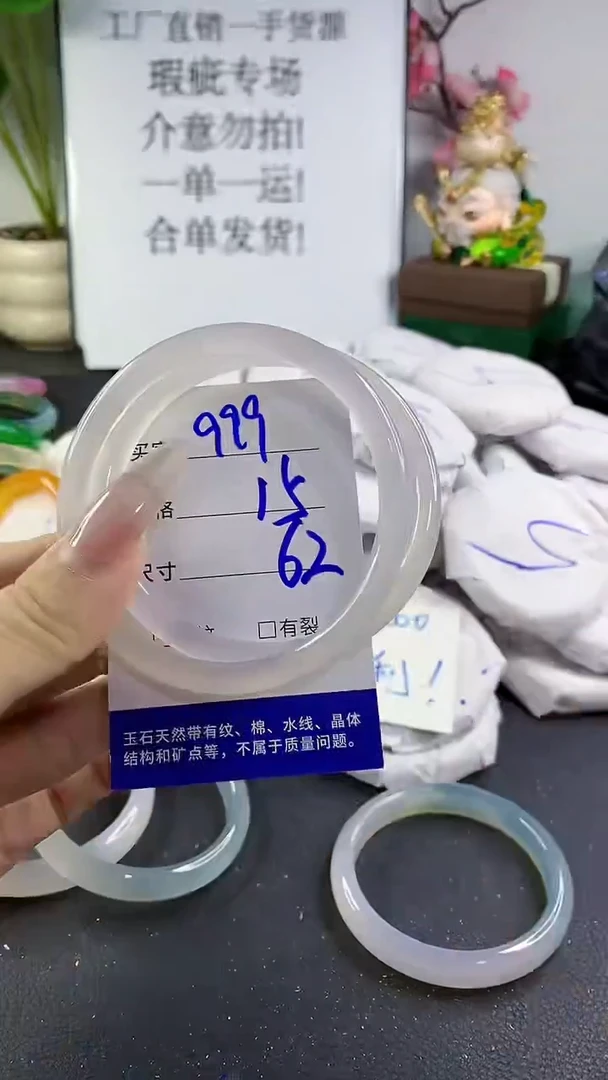 工厂直销一手货源
瑕疵专场
介意勿拍!
一单一运!
合单发货!
买 999
格 15
尺寸 62
□有裂
玉石天然带有纹、棉、水线、晶体
结构和矿点等，不属于质量问题。
利!